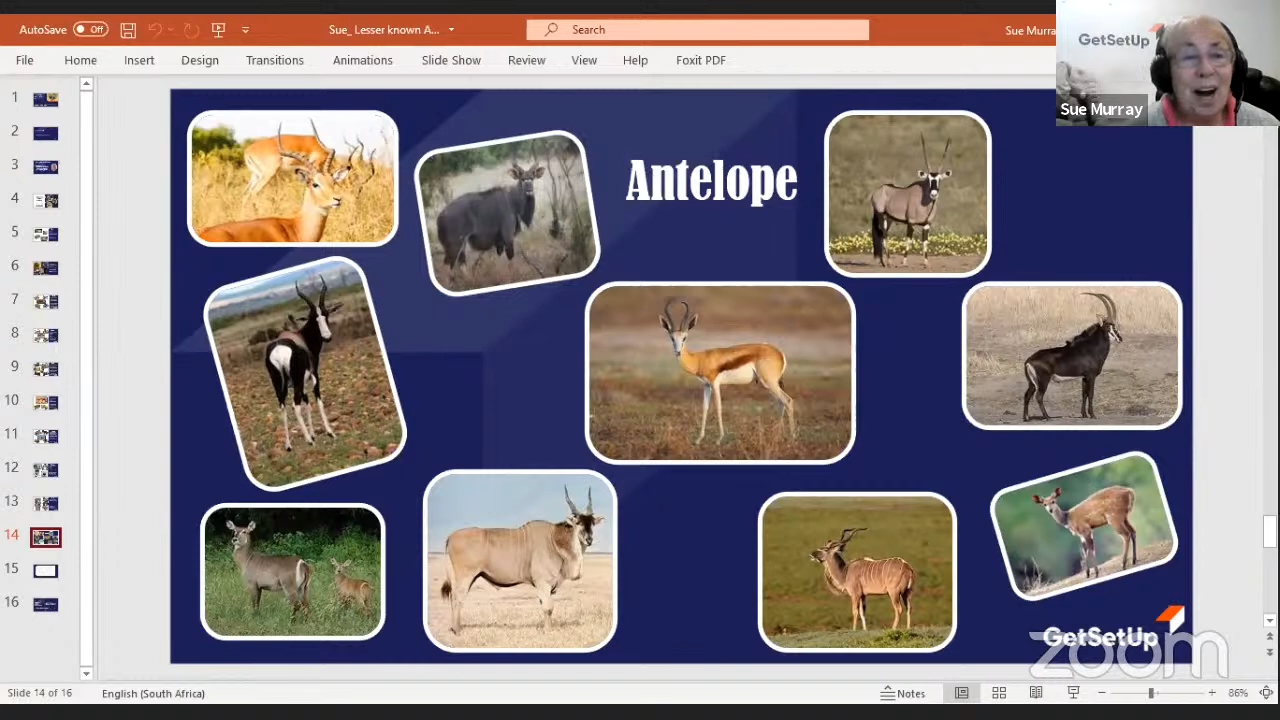 AutoSave Off Sue_ Lesser known A... Search Sue Murra
File Home Insert Design Transitions Animations Slide Show Review View Help Foxit PDF
GetSetUp
Sue Murray
1
2
3
4
5
6
7
8
9
10
11
12
13
14
15
16
Antelope
GetSetUp
zoom
Slide 14 of 16 English (South Africa) Notes 86%